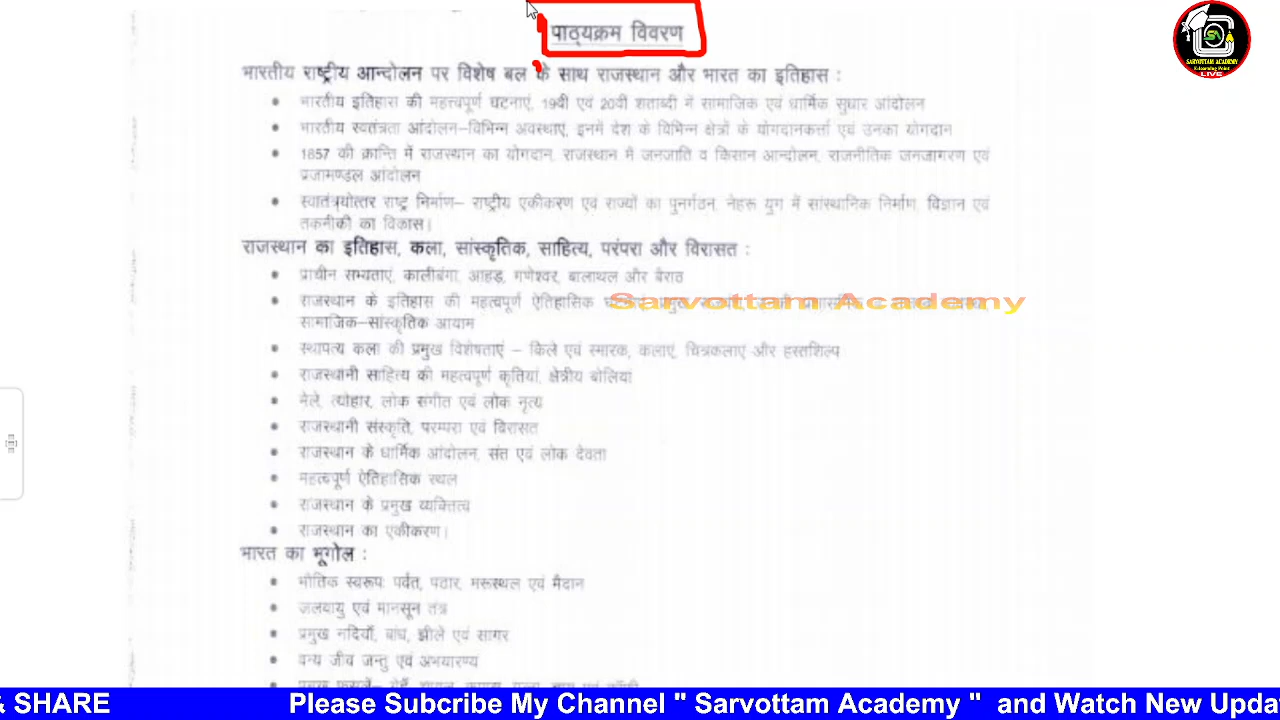 पाठ्यक्रम विवरण
भारतीय राष्ट्रीय आन्दोलन पर विशेष बल के साथ राजस्थान और भारत का इतिहास :
• भारतीय इतिहास की महत्त्वपूर्ण घटनाएं, 19वी एवं 20वी शताब्दी में सामाजिक एवं धार्मिक सुधार आंदोलन
• भारतीय स्वतंत्रता आंदोलन–विभिन्न अवस्थाएं, इनमें देश के विभिन्न क्षेत्रों के योगदानकर्त्ता एवं उनका योगदान
• 1857 की क्रान्ति में राजस्थान का योगदान, राजस्थान में जनजाति व किसान आन्दोलन, राजनीतिक जनजागरण एवं
प्रजामण्डल आंदोलन
• स्वातंत्र्योत्तर राष्ट्र निर्माण– राष्ट्रीय एकीकरण एवं राज्यों का पुनर्गठन, नेहरू युग में सांस्थानिक निर्माण, विज्ञान एवं
तकनीकी का विकास।
राजस्थान का इतिहास, कला, सांस्कृतिक, साहित्य, परंपरा और विरासत :
• प्राचीन सभ्यताएं, कालीबंगा, आहड़, गणेश्वर, बालाथल और बैराठ
• राजस्थान के इतिहास की महत्वपूर्ण ऐतिहासिक
Sarvottam Academy
सामाजिक–सांस्कृतिक आयाम
• स्थापत्य कला की प्रमुख विशेषताएं – किले एवं स्मारक, कलाएं, चित्रकलाएं और हस्तशिल्प
• राजस्थानी साहित्य की महत्वपूर्ण कृतियां, क्षेत्रीय बोलियां
• मेले, त्योहार, लोक संगीत एवं लोक नृत्य
• राजस्थानी संस्कृति, परम्परा एवं विरासत
• राजस्थान के धार्मिक आंदोलन, संत एवं लोक देवता
• महत्वपूर्ण ऐतिहासिक स्थल
• राजस्थान के प्रमुख व्यक्तित्व
• राजस्थान का एकीकरण।
भारत का भूगोल :
• भौतिक स्वरूप: पर्वत, पठार, मरूस्थल एवं मैदान
• जलवायु एवं मानसून तंत्र
• प्रमुख नदियाँ, बांध, झीलें एवं सागर
• वन्य जीव जन्तु एवं अभयारण्य
SARVOTTAM ACADEMY
E-learning Point
LIVE
& SHARE Please Subcribe My Channel " Sarvottam Academy " and Watch New Upda